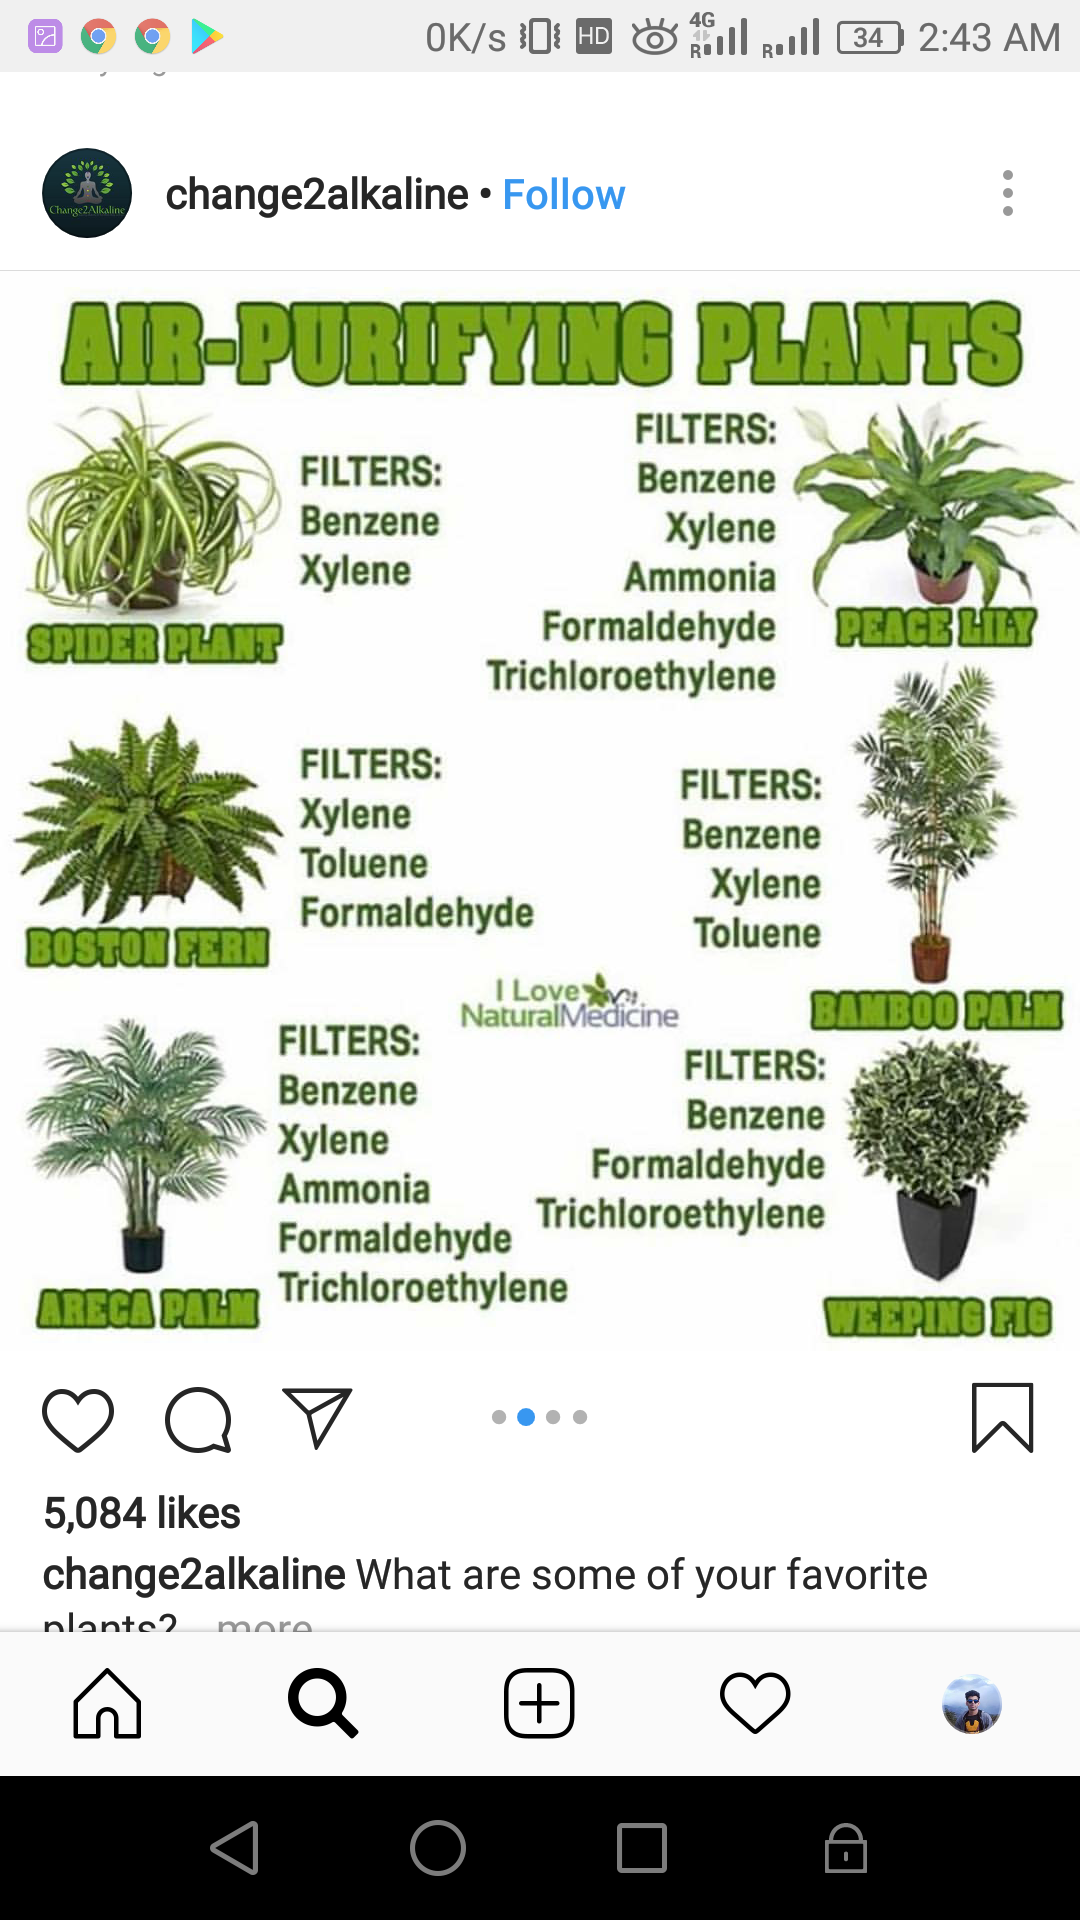 0K/s HD 4G R R 34 2:43 AM
Change2Alkaline
change2alkaline • Follow
AIR-PURIFYING PLANTS
FILTERS:
Benzene
Xylene
SPIDER PLANT
FILTERS:
Benzene
Xylene
Ammonia
Formaldehyde
Trichloroethylene
PEACE LILY
FILTERS:
Xylene
Toluene
Formaldehyde
BOSTON FERN
FILTERS:
Benzene
Xylene
Toluene
BAMBOO PALM
I Love
NaturalMedicine
FILTERS:
Benzene
Xylene
Ammonia
Formaldehyde
Trichloroethylene
ARECA PALM
FILTERS:
Benzene
Formaldehyde
Trichloroethylene
WEEPING FIG
5,084 likes
change2alkaline What are some of your favorite
plants? more